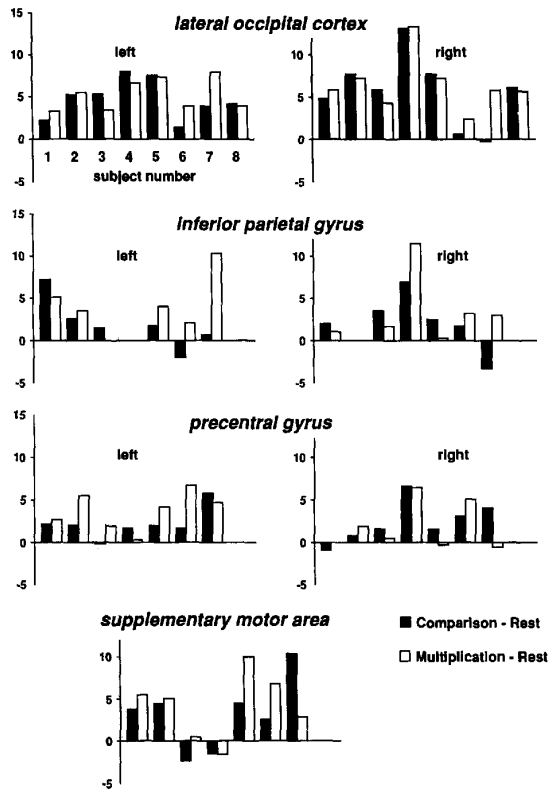 lateral occipital cortex
left right
15
10 10
5 5
0 0
1 2 3 4 5 6 7 8
subject number
-5 -5
inferior parietal gyrus
left right
15
10 10
5 5
0 0
-5 -5
precentral gyrus
left right
15
10 10
5 5
0 0
-5 -5
supplementary motor area
Comparison - Rest
Multiplication - Rest
10
5
0
-5